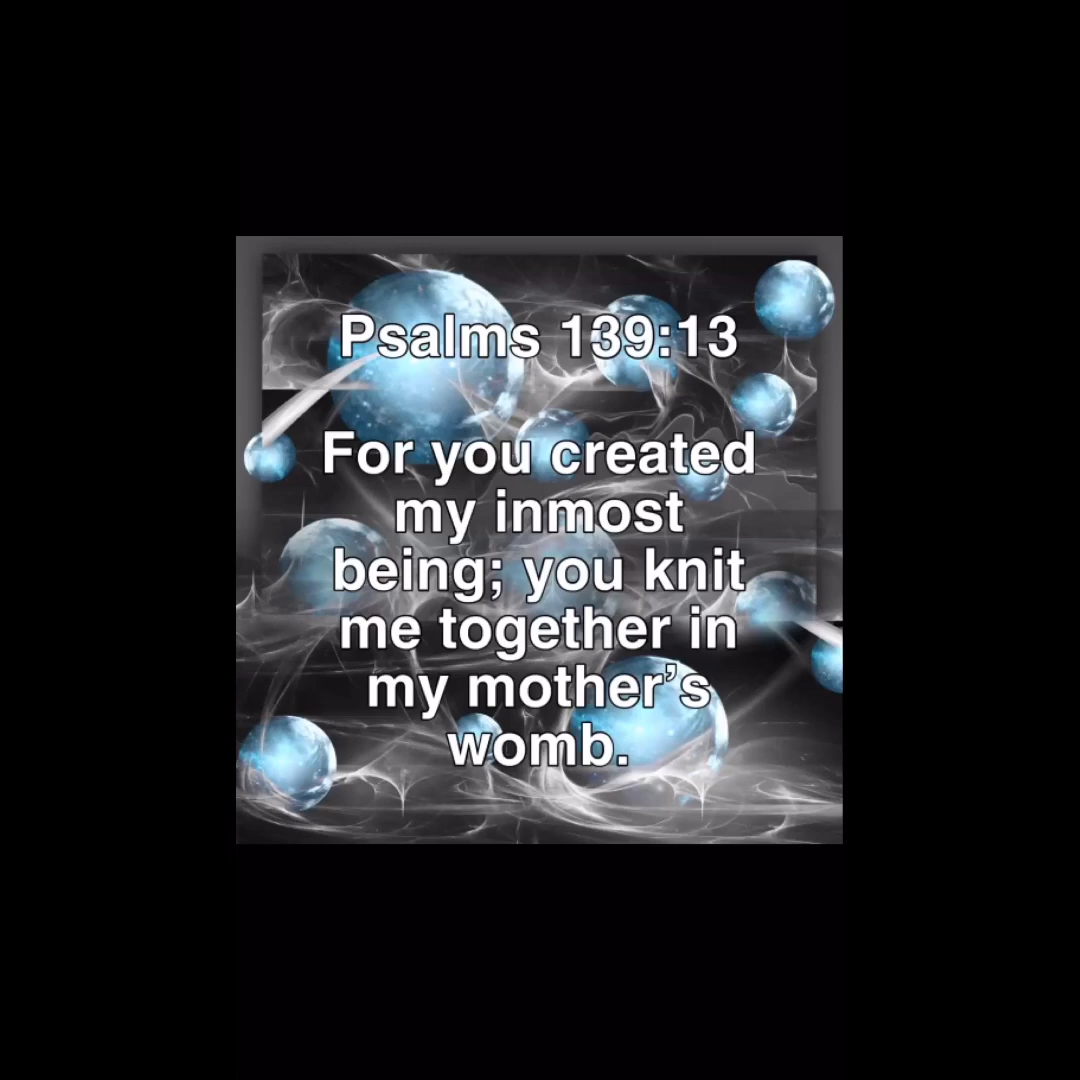 Psalms 139:13
For you created
my inmost
being; you knit
me together in
my mother’s
womb.